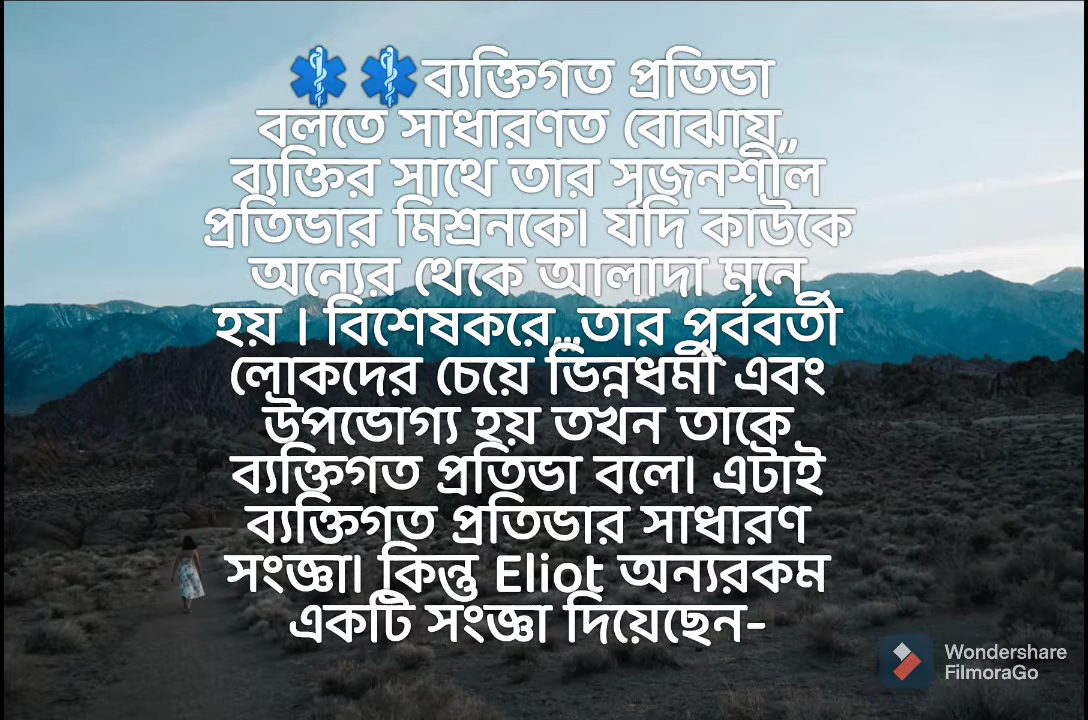 ব্যক্তিগত প্রতিভা
বলতে সাধারণত বোঝায়,,
ব্যক্তির সাথে তার সৃজনশীল
প্রতিভার মিশ্রনকে। যদি কাউকে
অন্যের থেকে আলাদা মনে
হয় । বিশেষকরে,,,তার পুর্ববর্তী
লোকদের চেয়ে ভিন্নধর্মী এবং
উপভোগ্য হয় তখন তাকে
ব্যক্তিগত প্রতিভা বলে। এটাই
ব্যক্তিগত প্রতিভার সাধারণ
সংজ্ঞা। কিন্তু Eliot অন্যরকম
একটি সংজ্ঞা দিয়েছেন-
Wondershare
FilmoraGo